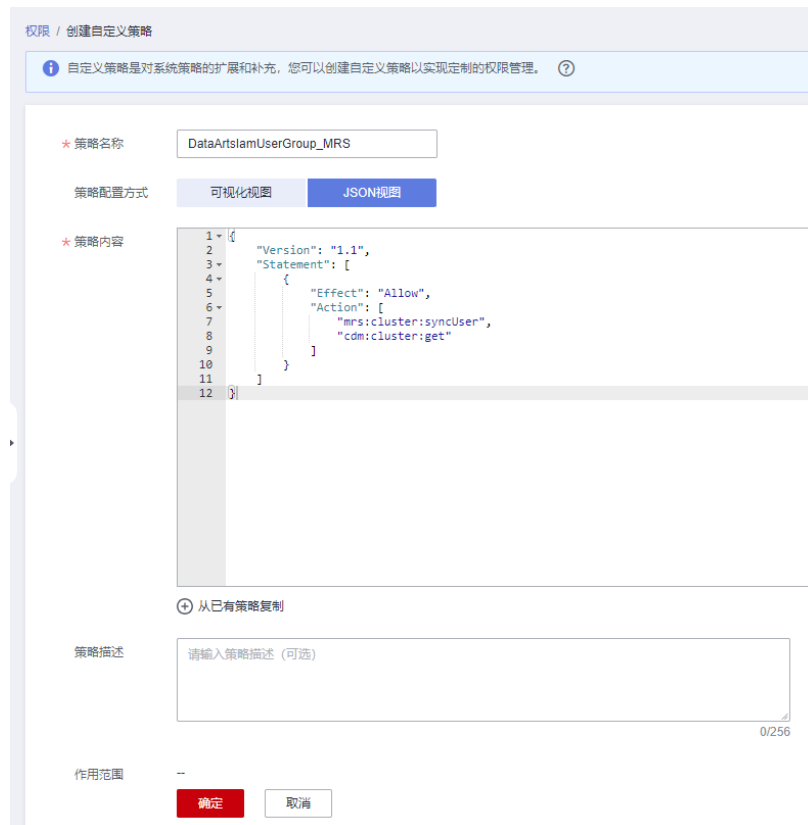 权限 / 创建自定义策略
自定义策略是对系统策略的扩展和补充，您可以创建自定义策略以实现定制的权限管理。 ?
* 策略名称 DataArtsIamUserGroup_MRS
策略配置方式 可视化视图 JSON视图
* 策略内容
1 {
2 "Version": "1.1",
3 "Statement": [
4 {
5 "Effect": "Allow",
6 "Action": [
7 "mrs:cluster:syncUser",
8 "cdm:cluster:get"
9 ]
10 }
11 ]
12 }
从已有策略复制
策略描述 请输入策略描述（可选）
0/256
作用范围 --
确定 取消